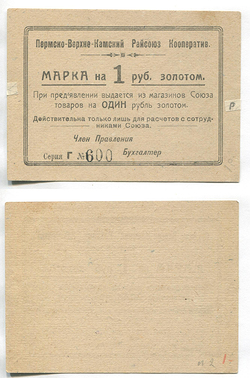 Пермско-Верхне-Камский Райсоюз Кооператив.
МАРКА на 1 руб. золотом.
При предъявлении выдается из магазинов Союза
товаров на ОДИН рубль золотом.
Действительна только лишь для расчетов с сотруд-
никами Союза.
Член Правления
Бухгалтер
Серия Г № 600
Р